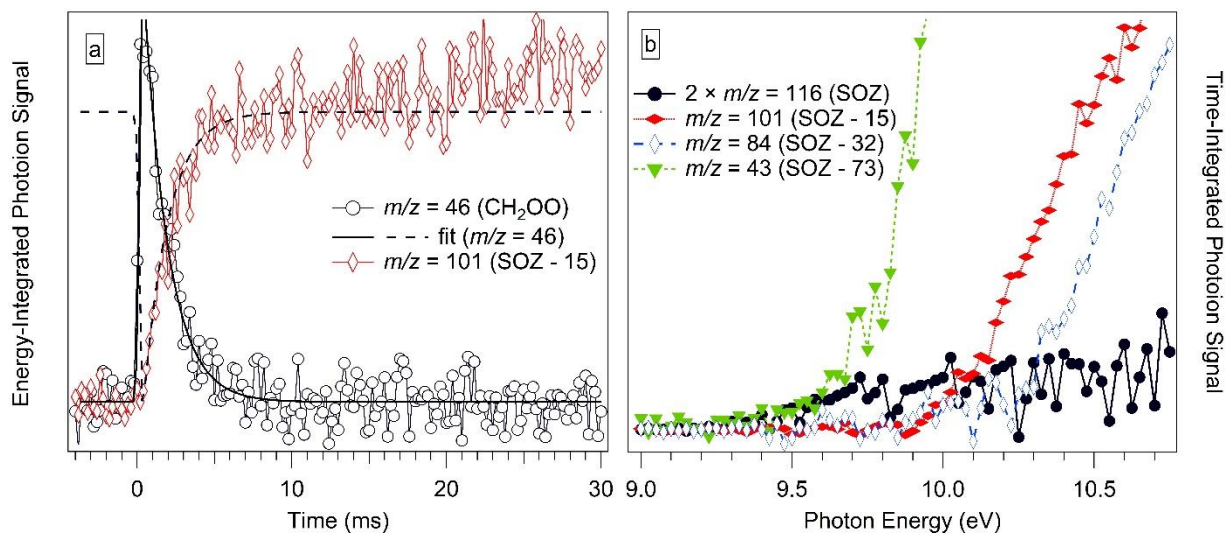 Energy-Integrated Photoion Signal
a
m/z = 46 (CH₂OO)
fit (m/z = 46)
m/z = 101 (SOZ - 15)
0
10
20
30
Time (ms)
b
2 × m/z = 116 (SOZ)
m/z = 101 (SOZ - 15)
m/z = 84 (SOZ - 32)
m/z = 43 (SOZ - 73)
9.0
9.5
10.0
10.5
Photon Energy (eV)
Time-Integrated Photoion Signal